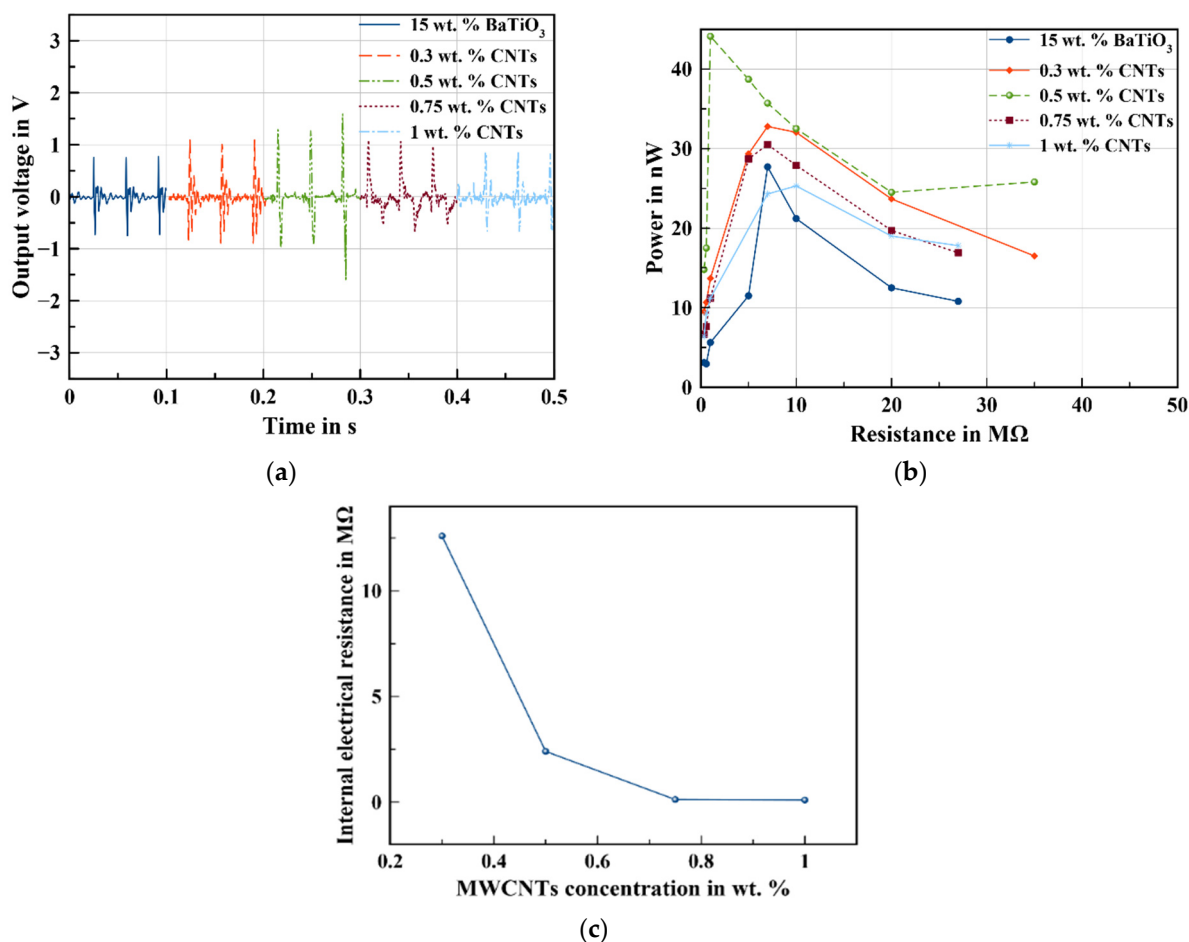 15 wt. % BaTiO₃
0.3 wt. % CNTs
0.5 wt. % CNTs
0.75 wt. % CNTs
1 wt. % CNTs
3
2
1
0
−1
−2
−3
Output voltage in V
0
0.1
0.2
0.3
0.4
0.5
Time in s
(a)
15 wt. % BaTiO₃
0.3 wt. % CNTs
0.5 wt. % CNTs
0.75 wt. % CNTs
1 wt. % CNTs
40
30
20
10
0
Power in nW
0
10
20
30
40
50
Resistance in MΩ
(b)
10
5
0
Internal electrical resistance in MΩ
0.2
0.4
0.6
0.8
1
MWCNTs concentration in wt. %
(c)